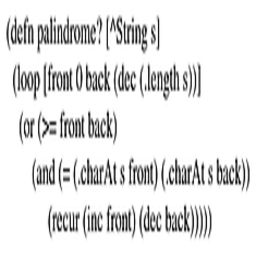 (defn palindrome? [^String s]
(loop [front 0 back (dec (.length s))]
(or (>= front back)
(and (= (.charAt s front) (.charAt s back))
(recur (inc front) (dec back)))))